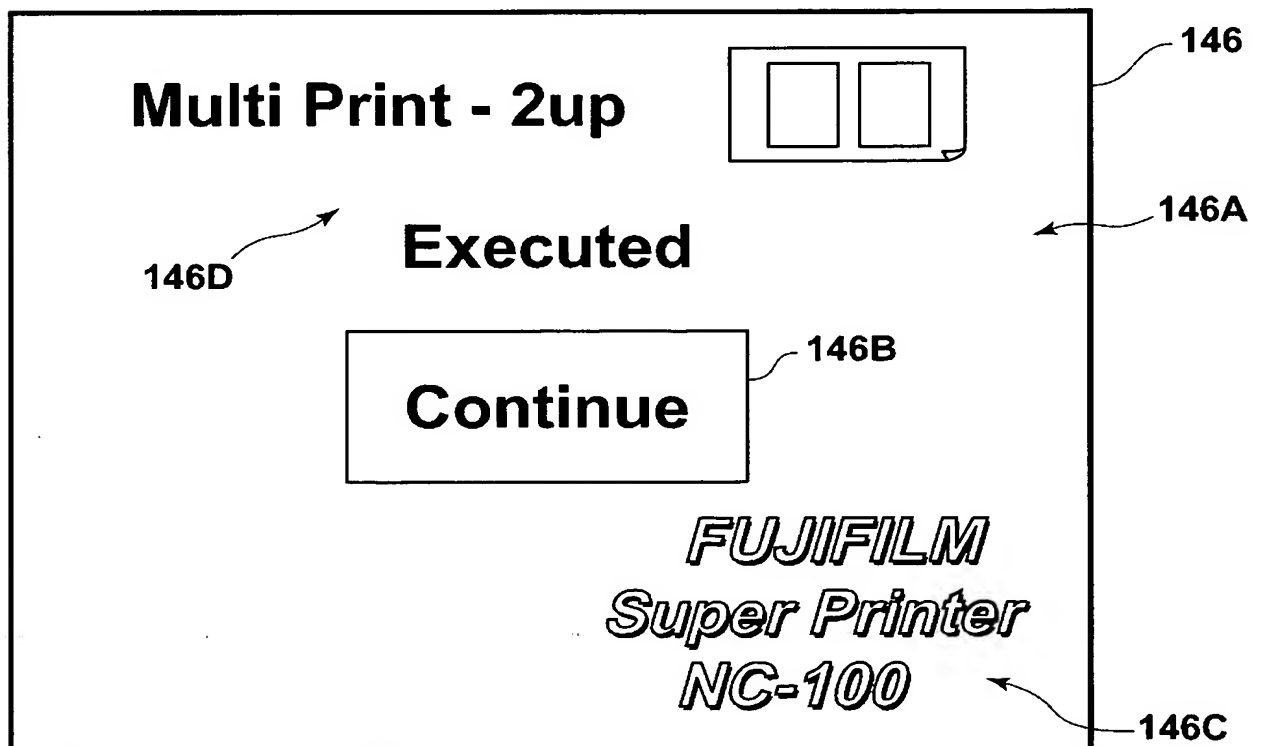 146
Multi Print - 2up
146A
Executed
146D
146B
Continue
FUJIFILM
Super Printer
NC-100
146C